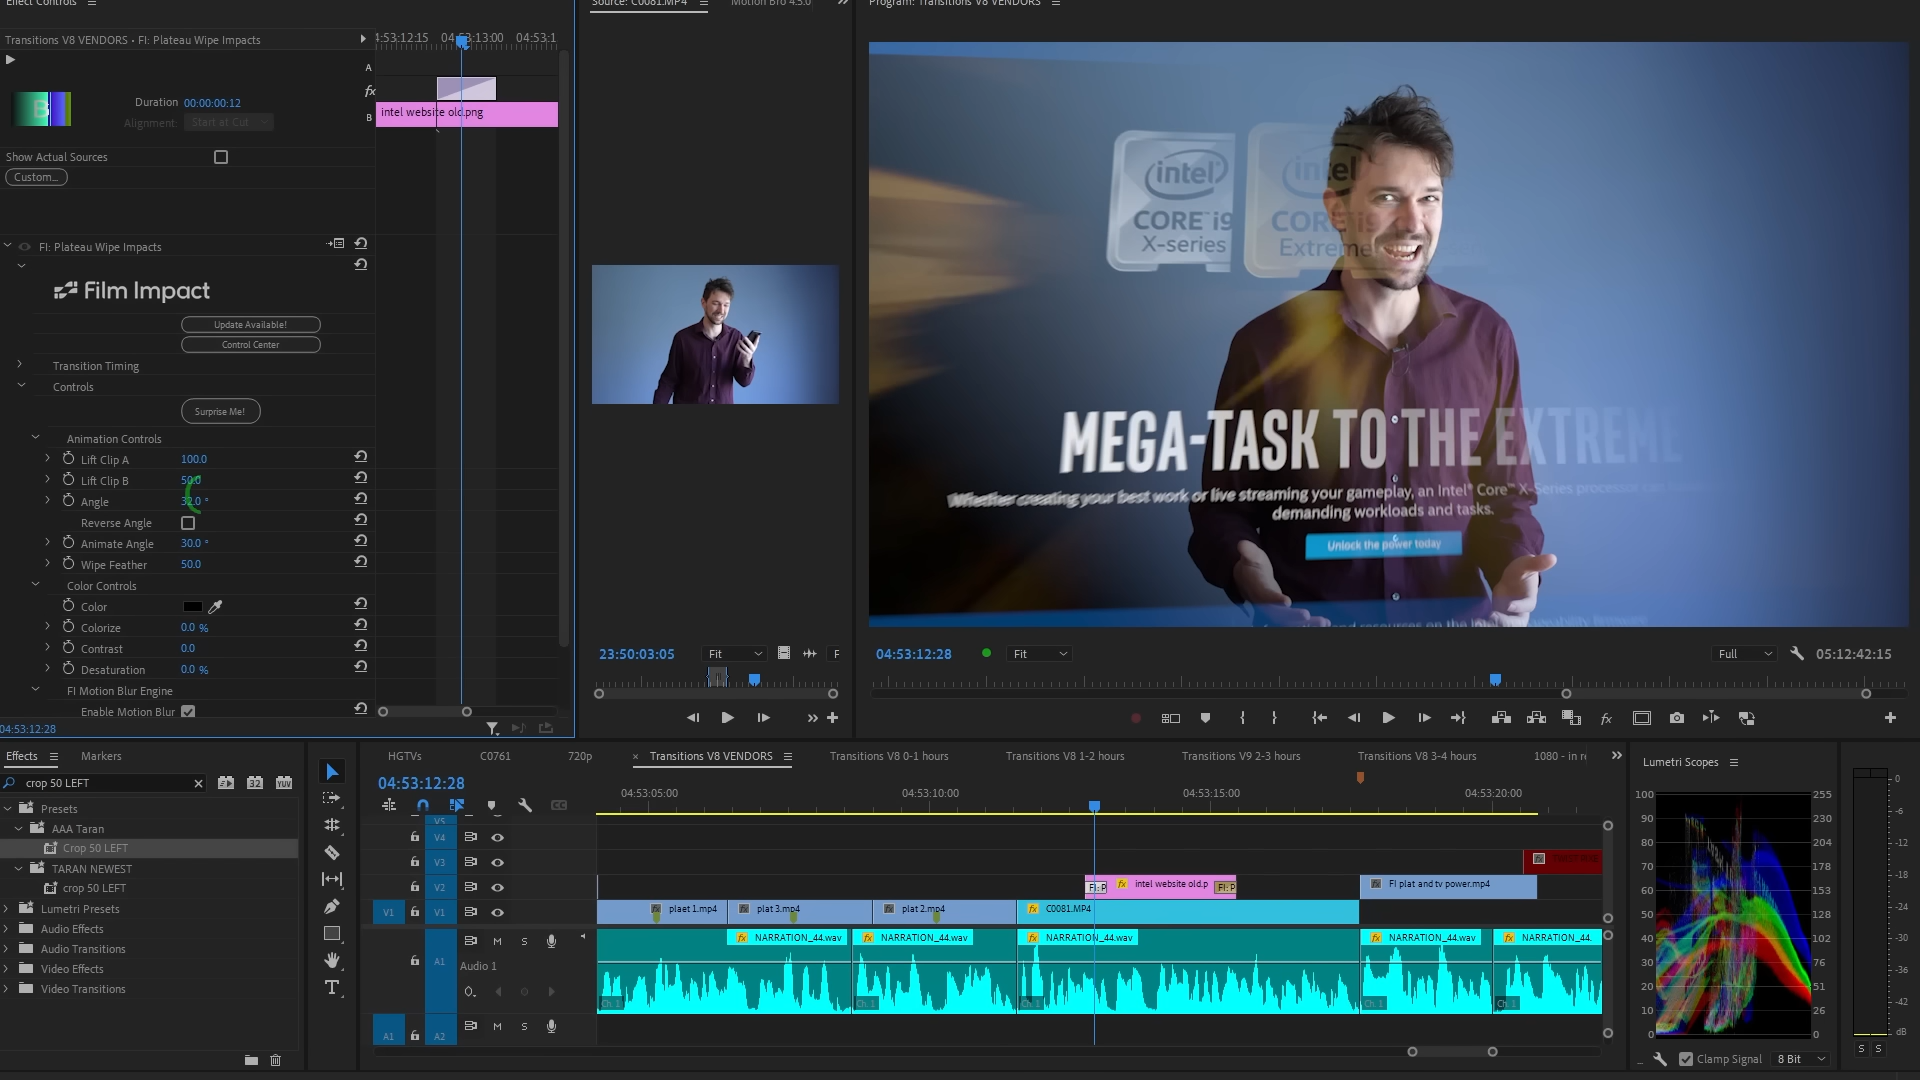 Effect Controls
Source: C0081.MP4
Motion Bro 4.5.0
Program: Transitions V8 VENDORS
Transitions V8 VENDORS • FI: Plateau Wipe Impacts
4:53:12:15
04:53:13:00
04:53:1
A
fx
B
intel website old.png
Duration 00:00:00:12
Alignment: Start at Cut
Show Actual Sources
Custom...
FI: Plateau Wipe Impacts
Film Impact
Update Available!
Control Center
Transition Timing
Controls
Surprise Me!
Animation Controls
Lift Clip A 100.0
Lift Clip B 50.0
Angle 32.0 °
Reverse Angle
Animate Angle 30.0 °
Wipe Feather 50.0
Color Controls
Color
Colorize 0.0 %
Contrast 0.0
Desaturation 0.0 %
FI Motion Blur Engine
Enable Motion Blur
04:53:12:28
intel
CORE i9
X-series
intel
CORE i9
Extreme
MEGA-TASK TO THE EXTREME
Whether creating your best work or live streaming your gameplay, an Intel® Core™ X-Series processor can
demanding workloads and tasks.
Unlock the power today
23:50:03:05
Fit
F
04:53:12:28
Fit
Full
05:12:42:15
Effects
Markers
crop 50 LEFT
32
YUV
Presets
AAA Taran
Crop 50 LEFT
TARAN NEWEST
crop 50 LEFT
Lumetri Presets
Audio Effects
Audio Transitions
Video Effects
Video Transitions
HGTVs
C0761
720p
× Transitions V8 VENDORS
Transitions V8 0-1 hours
Transitions V8 1-2 hours
Transitions V9 2-3 hours
Transitions V8 3-4 hours
1080 - in r
04:53:12:28
04:53:05:00
04:53:10:00
04:53:15:00
04:53:20:00
V5
V4
V3
V2
FI: P
fx intel website old.p
FI: P
fx FI plat and tv power.mp4
V1
V1
plaet 1.mp4
plat 3.mp4
plat 2.mp4
fx C0081.MP4
A1
M
S
Audio 1
fx NARRATION_44.wav
fx NARRATION_44.wav
fx NARRATION_44.wav
fx NARRATION_44.wav
fx NARRATION_44.
Ch. 1
Ch. 1
Ch. 1
Ch. 1
Ch. 1
A1
A2
M
S
Lumetri Scopes
100
90
80
70
60
50
40
30
20
10
0
255
230
204
178
153
128
102
76
51
26
0
Clamp Signal
8 Bit
0
-6
-12
-18
-24
-30
-36
-42
dB
S
S